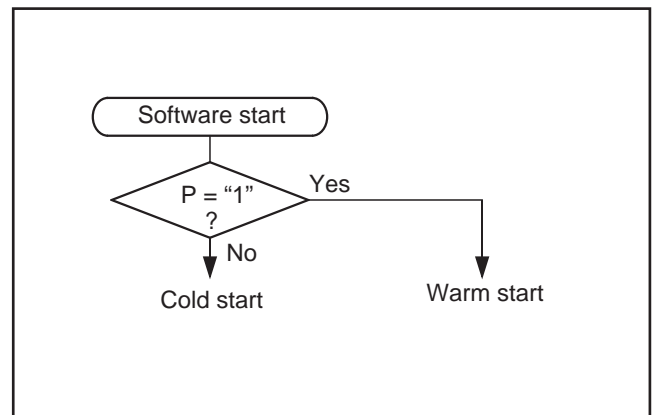 Software start
P = “1”
?
Yes
No
Cold start
Warm start